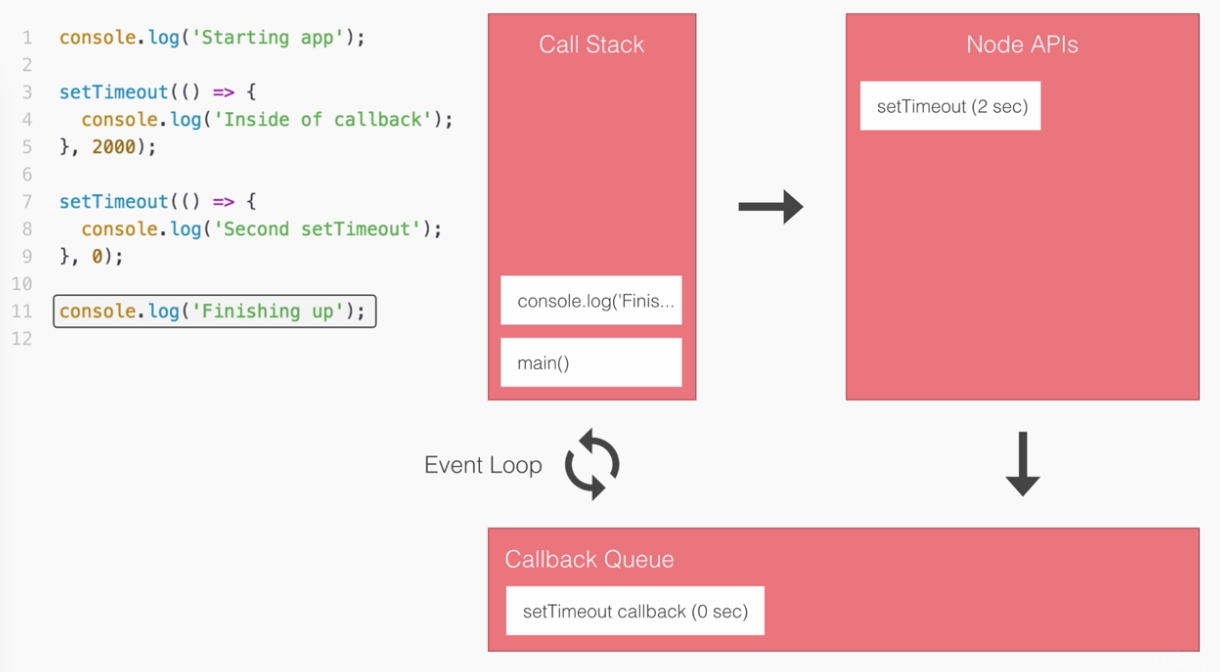 1 console.log('Starting app');
2
3 setTimeout(() => {
4   console.log('Inside of callback');
5 }, 2000);
6
7 setTimeout(() => {
8   console.log('Second setTimeout');
9 }, 0);
10
11 console.log('Finishing up');
12
Call Stack
console.log('Finis...
main()
Node APIs
setTimeout (2 sec)
Event Loop
Callback Queue
setTimeout callback (0 sec)